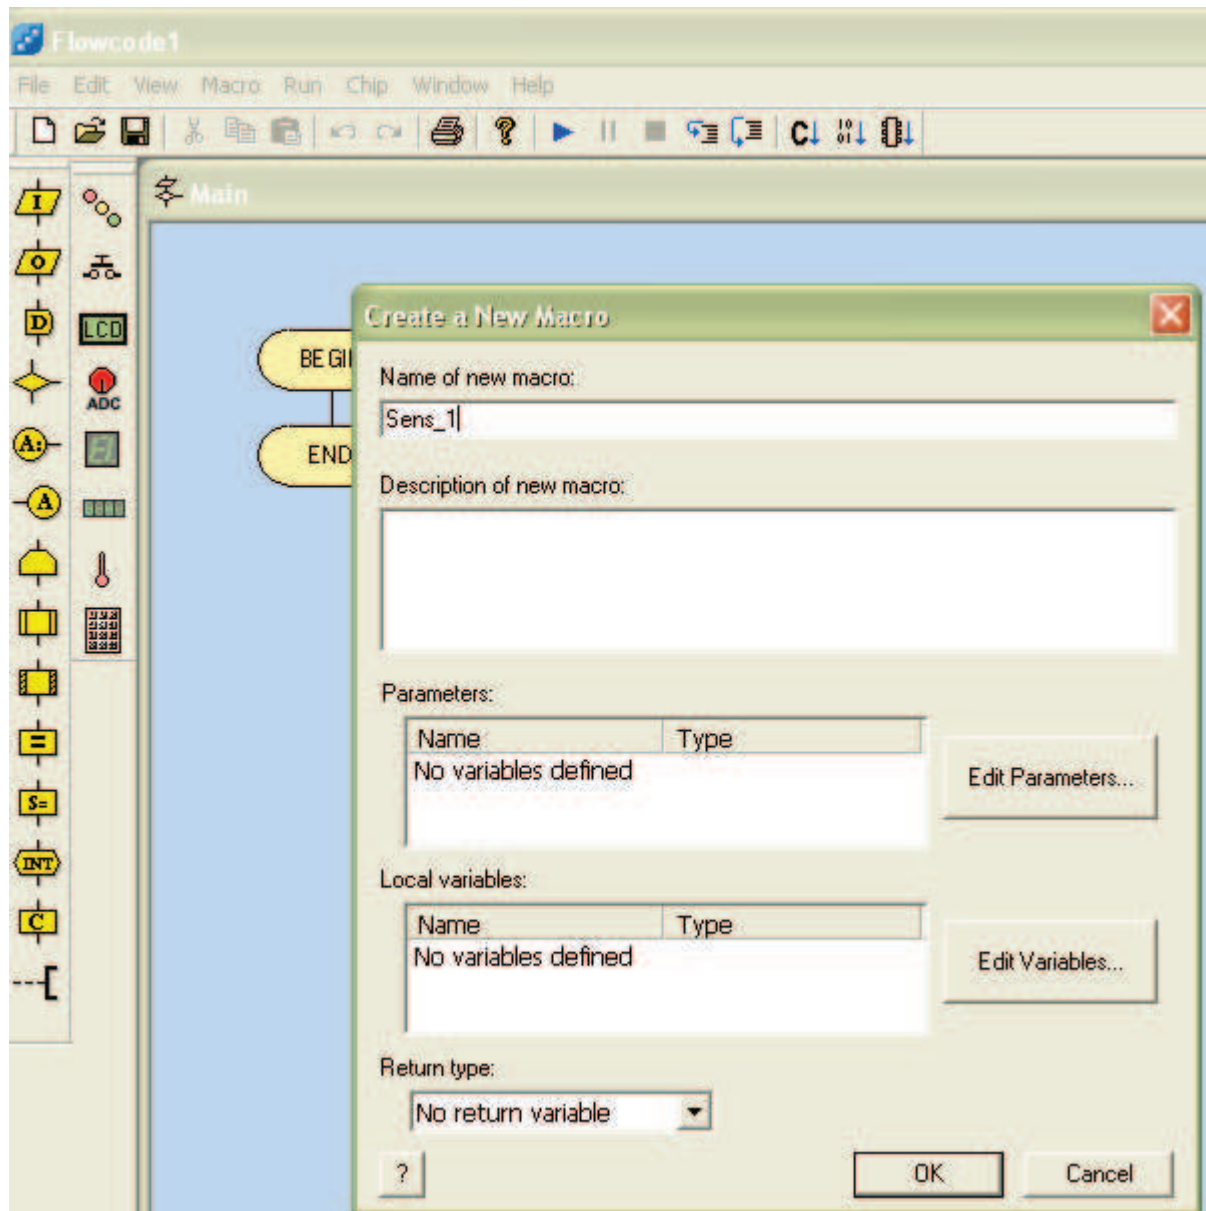 Flowcode1
File Edit View Macro Run Chip Window Help
C
I
Main
O
D
LCD
ADC
A:
A
S=
INT
C
BEGI
END
Create a New Macro
Name of new macro:
Sens_1
Description of new macro:
Parameters:
Name Type
No variables defined
Edit Parameters...
Local variables:
Name Type
No variables defined
Edit Variables...
Return type:
No return variable
? OK Cancel